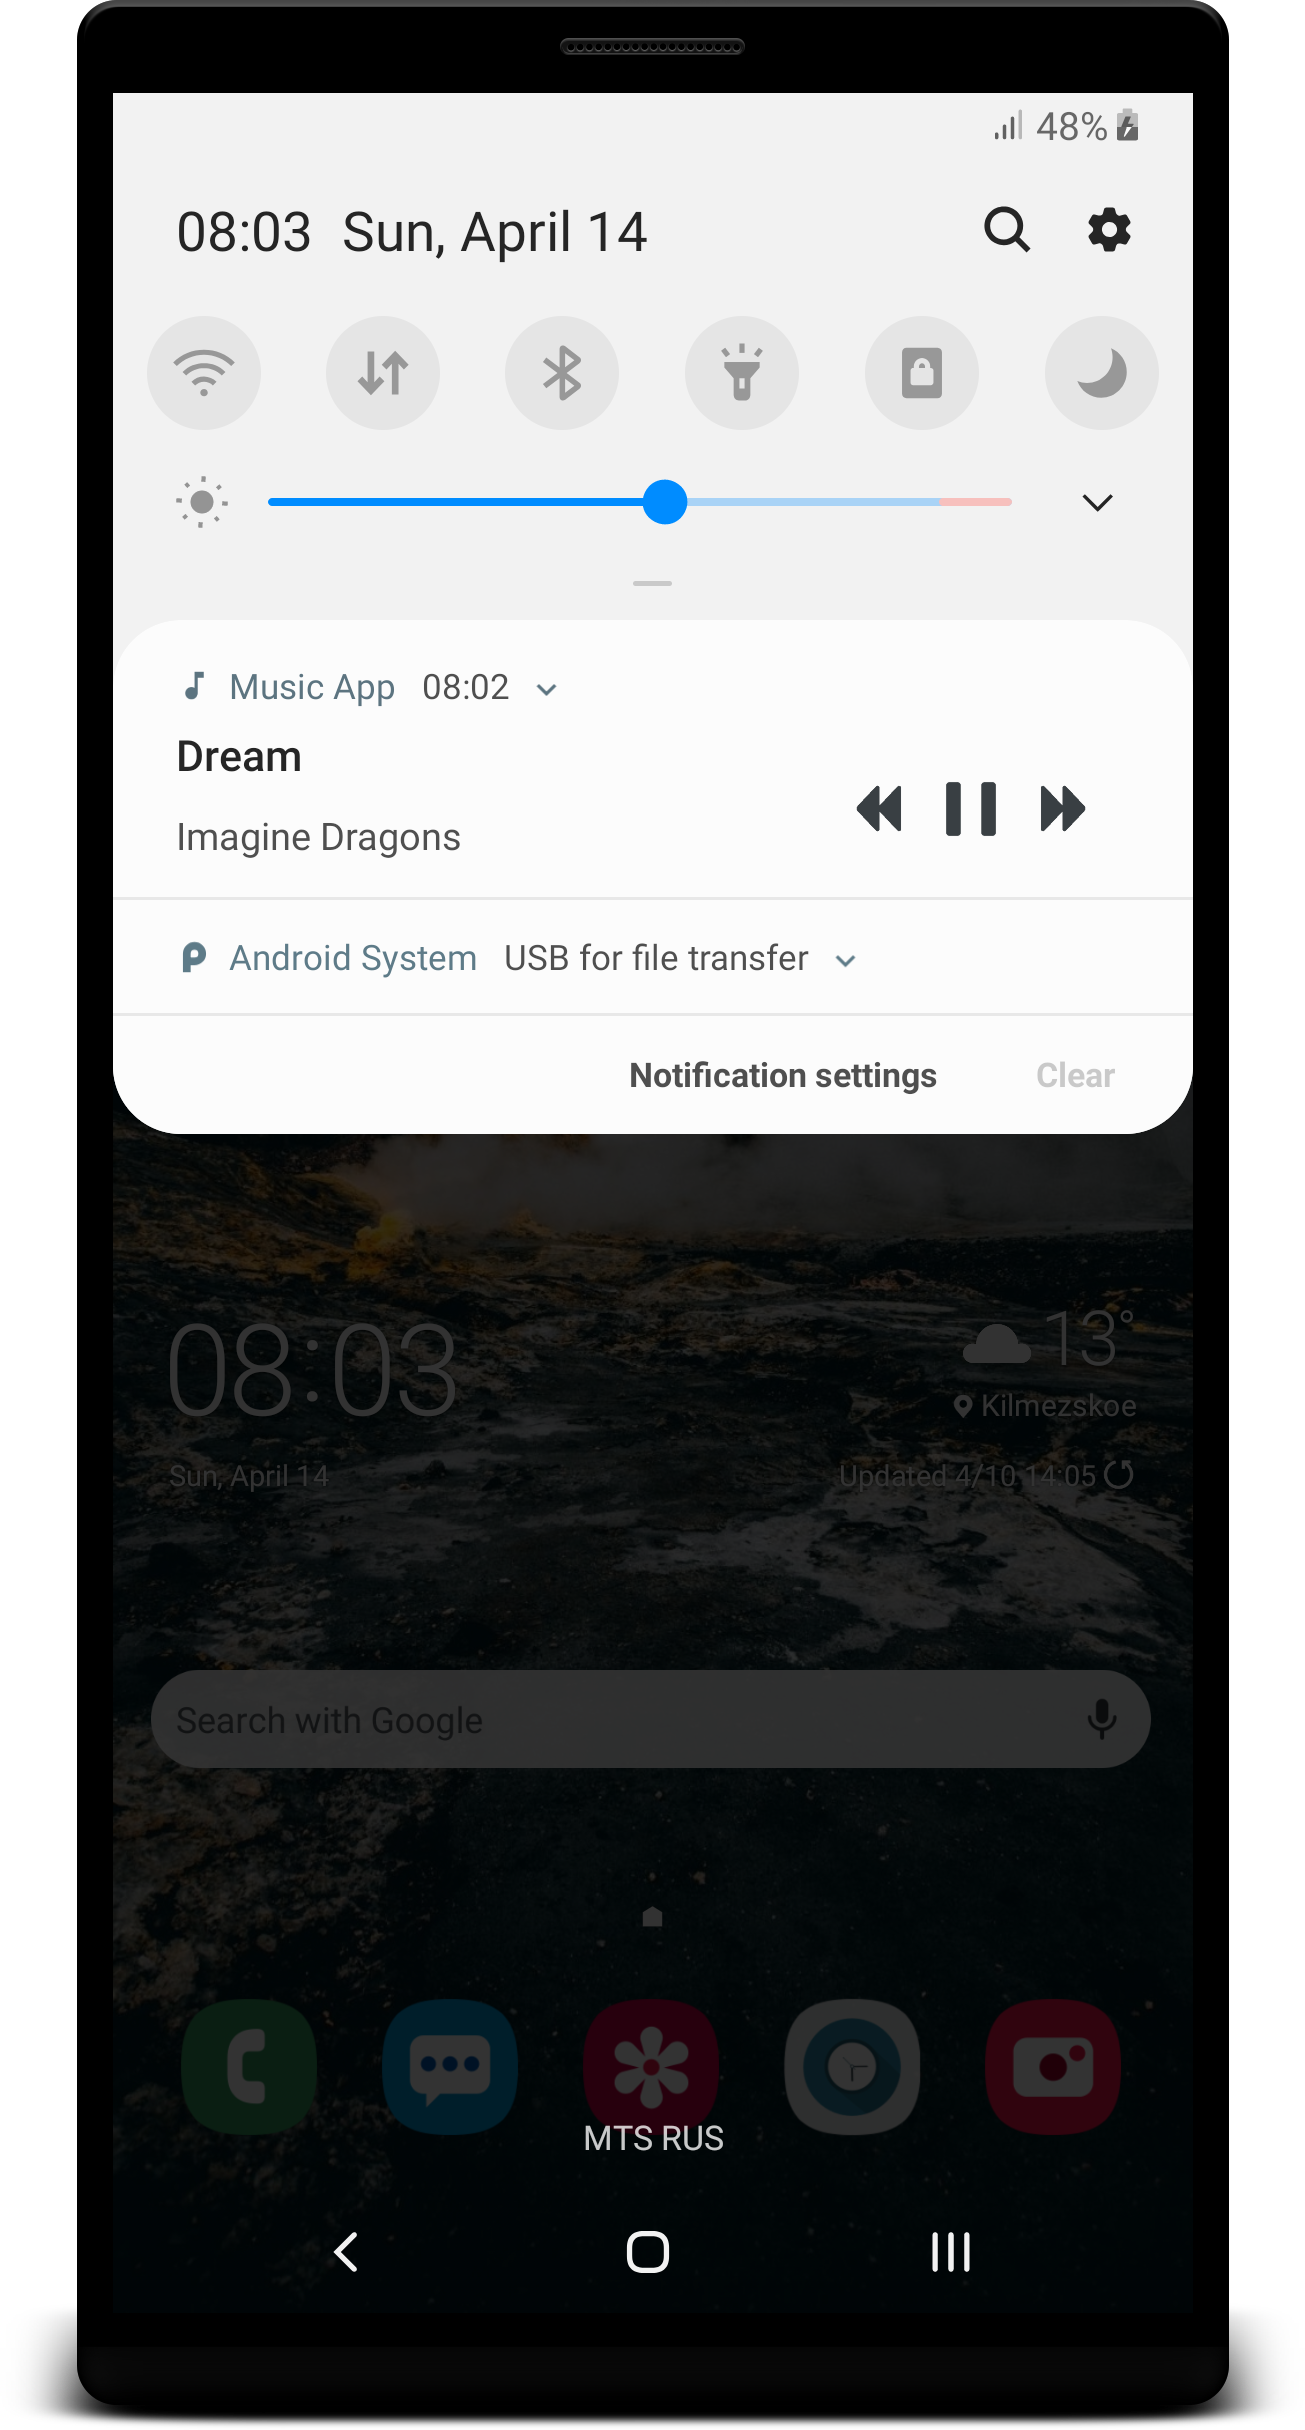 48%
08:03 Sun, April 14
Music App 08:02
Dream
Imagine Dragons
Android System USB for file transfer
Notification settings Clear
08:03 13°
Kilmezskoe
Sun, April 14 Updated 4/10 14:05
Search with Google
MTS RUS